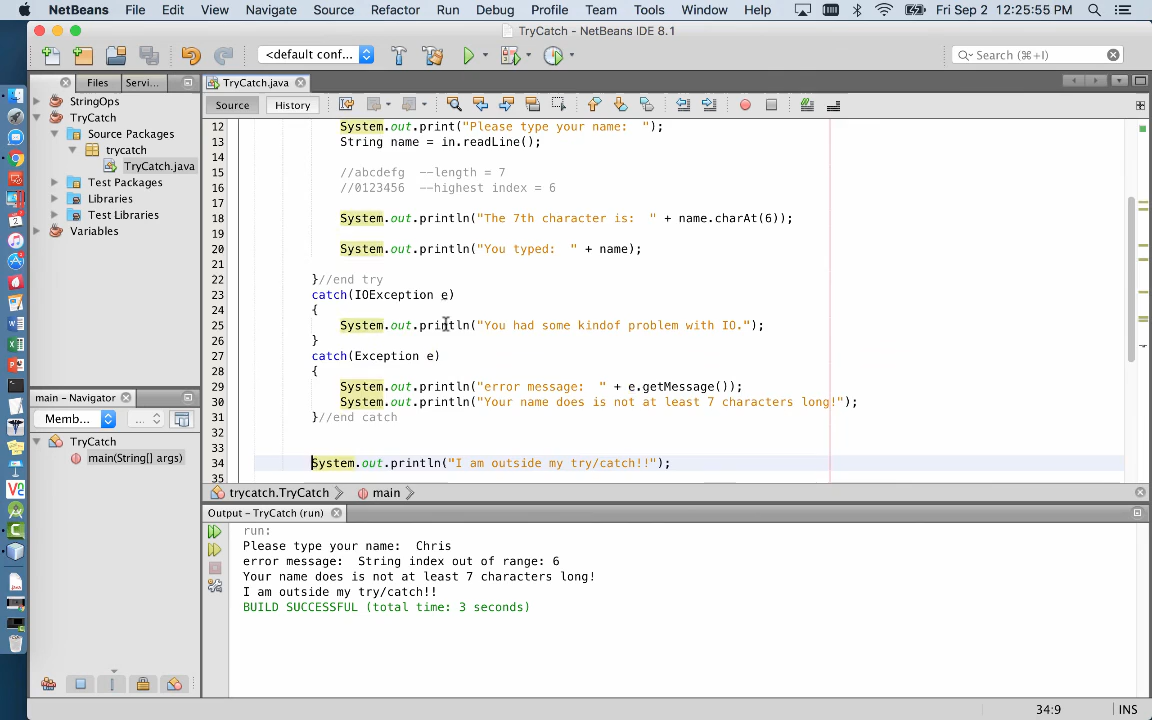 NetBeans File Edit View Navigate Source Refactor Run Debug Profile Team Tools Window Help Fri Sep 2 12:25:55 PM
TryCatch - NetBeans IDE 8.1
<default conf... Search (⌘+I)
Files Servi... TryCatch.java
Source History
StringOps
TryCatch
Source Packages
trycatch
TryCatch.java
Test Packages
Libraries
Test Libraries
Variables
12 System.out.print("Please type your name:  ");
13 String name = in.readLine();
14
15 //abcdefg  --length = 7
16 //0123456  --highest index = 6
17
18 System.out.println("The 7th character is:  " + name.charAt(6));
19
20 System.out.println("You typed:  " + name);
21
22 }//end try
23 catch(IOException e)
24 {
25 System.out.println("You had some kindof problem with IO.");
26 }
27 catch(Exception e)
28 {
29 System.out.println("error message:  " + e.getMessage());
30 System.out.println("Your name does is not at least 7 characters long!");
31 }//end catch
32
33
34 System.out.println("I am outside my try/catch!!");
35
main - Navigator
Memb... ...
TryCatch
main(String[] args)
trycatch.TryCatch main
Output - TryCatch (run)
run:
Please type your name:  Chris
error message:  String index out of range: 6
Your name does is not at least 7 characters long!
I am outside my try/catch!!
BUILD SUCCESSFUL (total time: 3 seconds)
34:9 INS